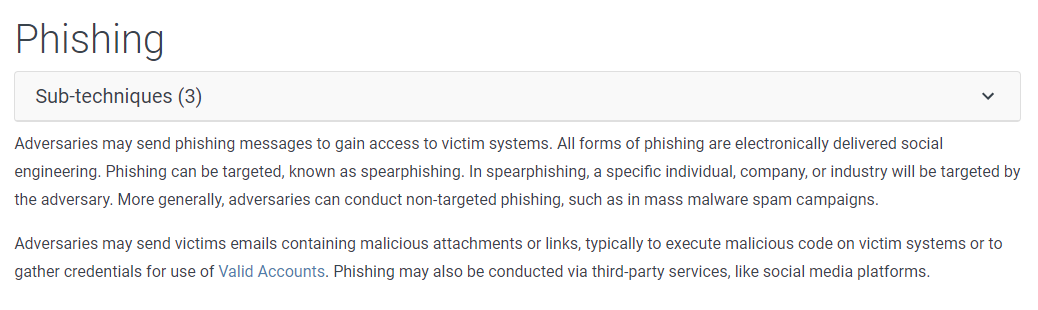 Phishing
Sub-techniques (3)
Adversaries may send phishing messages to gain access to victim systems. All forms of phishing are electronically delivered social
engineering. Phishing can be targeted, known as spearphishing. In spearphishing, a specific individual, company, or industry will be targeted by
the adversary. More generally, adversaries can conduct non-targeted phishing, such as in mass malware spam campaigns.
Adversaries may send victims emails containing malicious attachments or links, typically to execute malicious code on victim systems or to
gather credentials for use of Valid Accounts. Phishing may also be conducted via third-party services, like social media platforms.